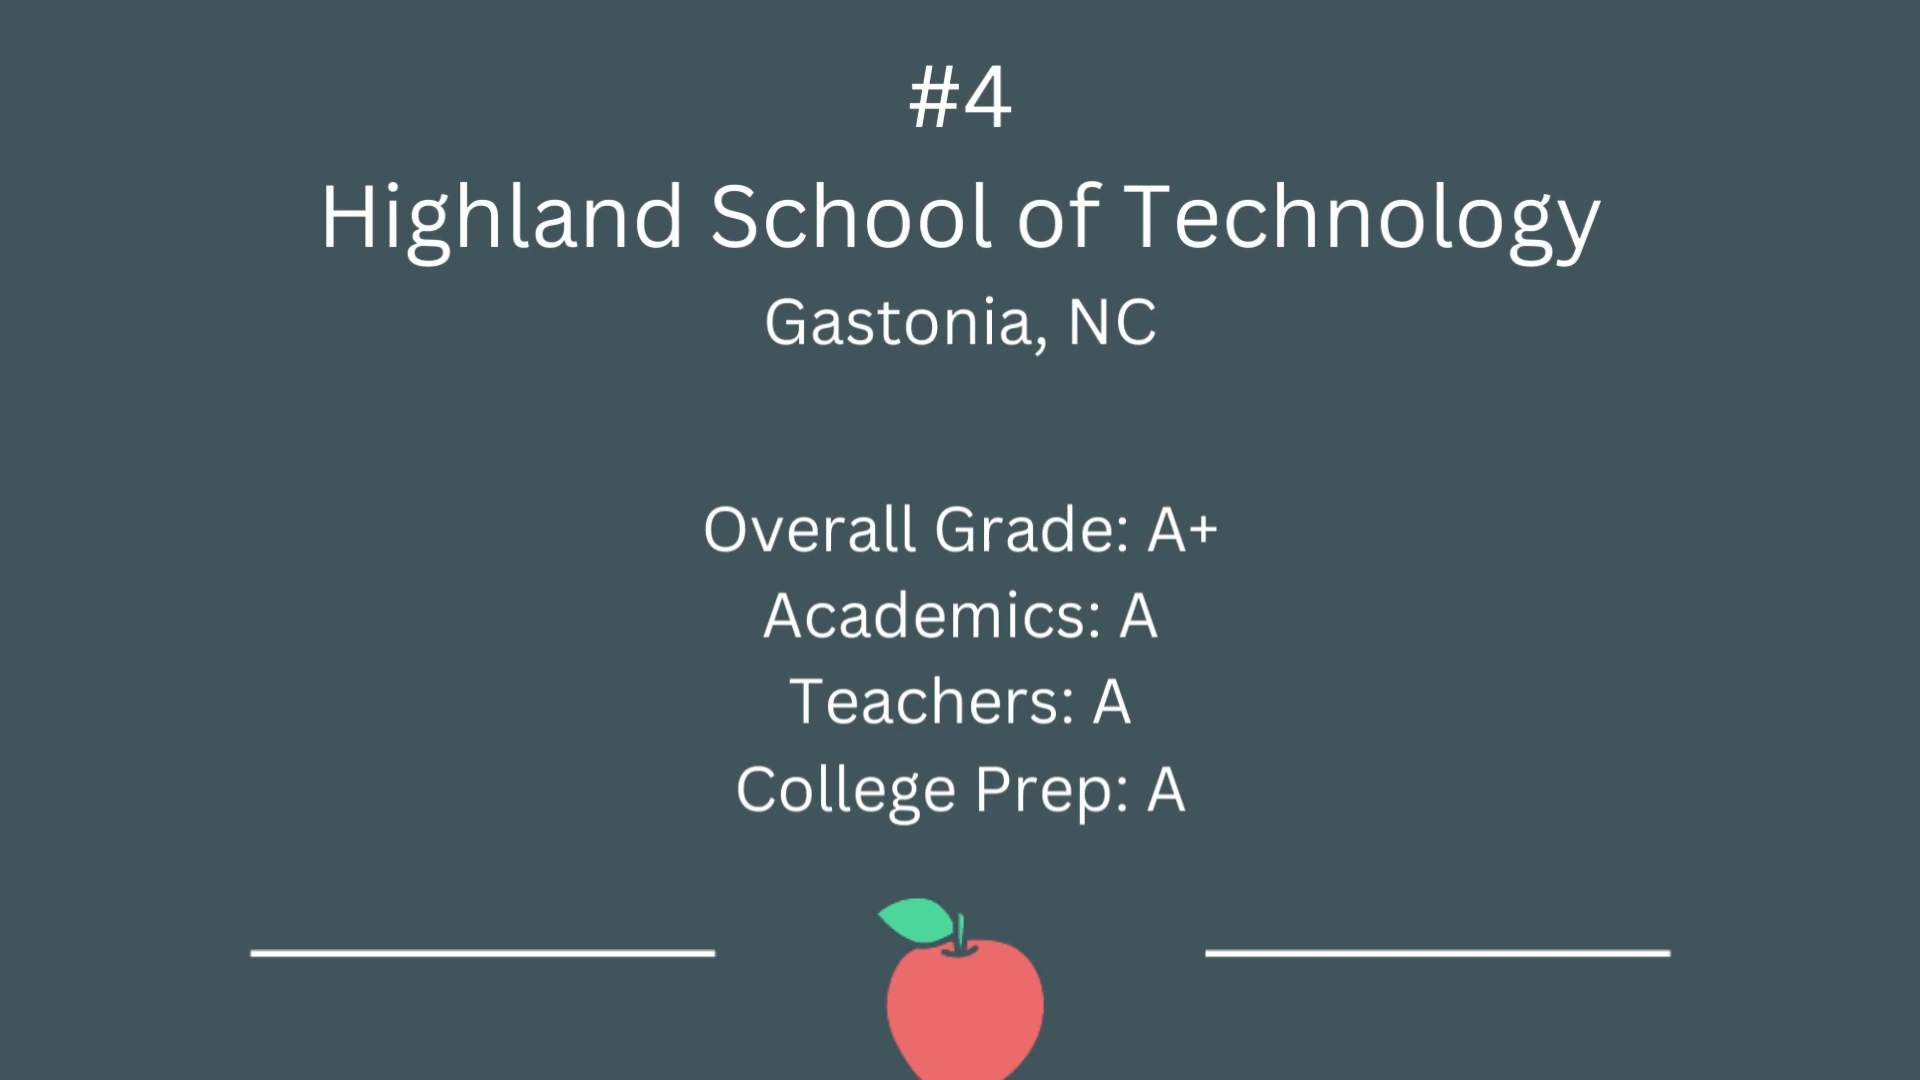 #4
Highland School of Technology
Gastonia, NC
Overall Grade: A+
Academics: A
Teachers: A
College Prep: A